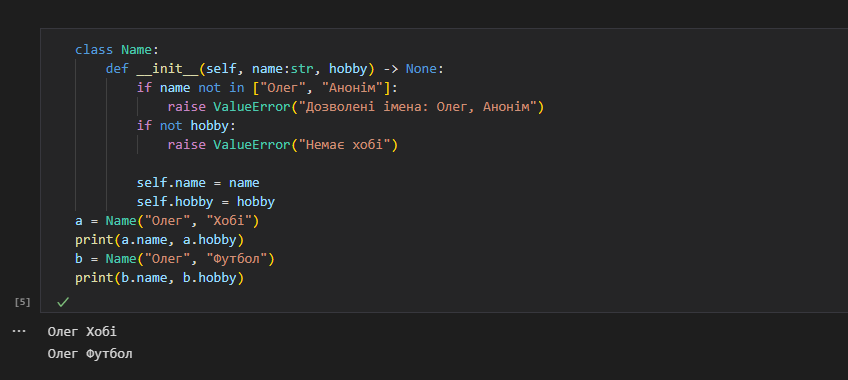 class Name:
    def __init__(self, name:str, hobby) -> None:
        if name not in ["Олег", "Анонім"]:
            raise ValueError("Дозволені імена: Олег, Анонім")
        if not hobby:
            raise ValueError("Немає хобі")

        self.name = name
        self.hobby = hobby
a = Name("Олег", "Хобі")
print(a.name, a.hobby)
b = Name("Олег", "Футбол")
print(b.name, b.hobby)
[5]
... Олег Хобі
Олег Футбол